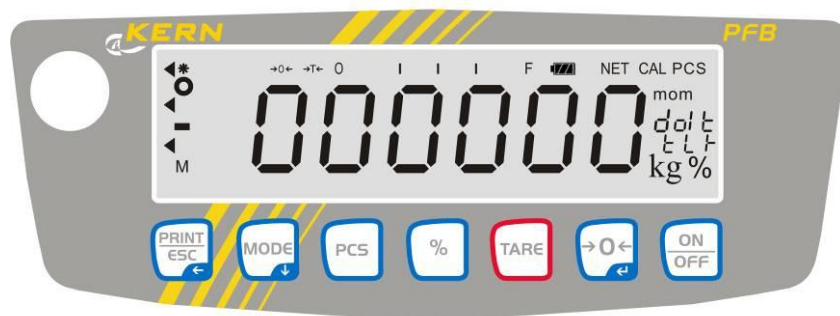 KERN PFB
→0← →T← 0 I I I F NET CAL PCS
000000
mom
dolt
tLh
M
kg %
PRINT ESC MODE PCS % TARE →0← ON OFF